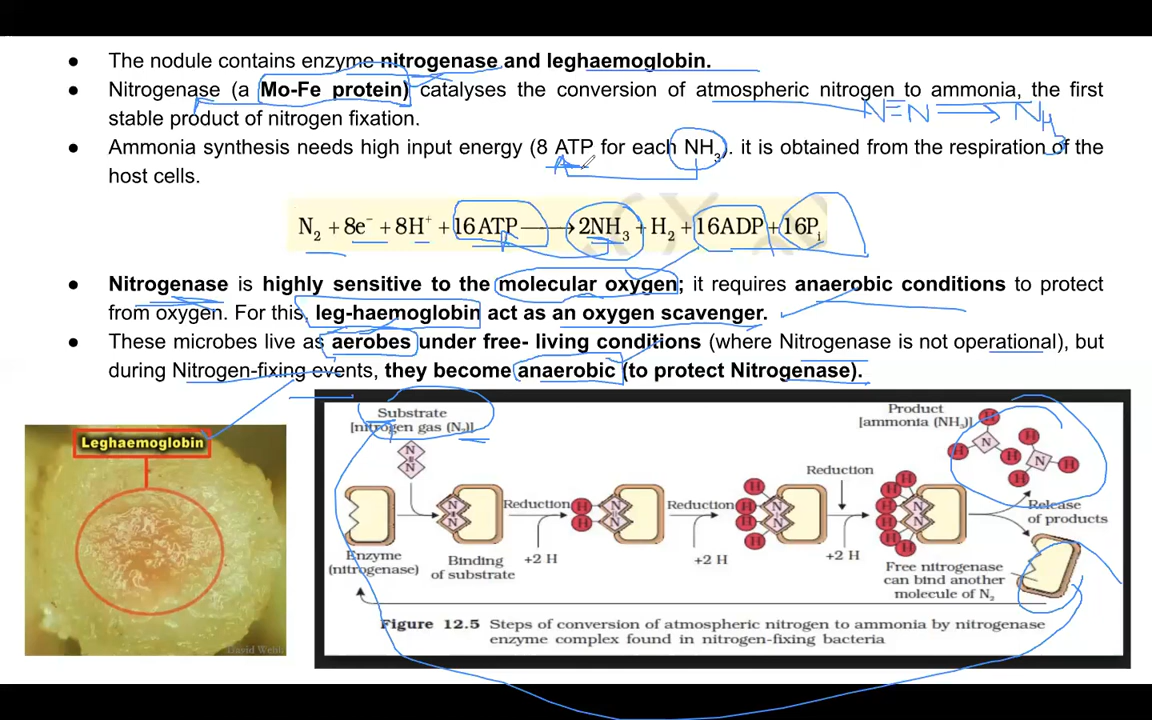 ● The nodule contains enzyme nitrogenase and leghaemoglobin.
● Nitrogenase (a Mo-Fe protein) catalyses the conversion of atmospheric nitrogen to ammonia, the first
N≡N → NH3
stable product of nitrogen fixation.
● Ammonia synthesis needs high input energy (8 ATP for each NH3). it is obtained from the respiration of the
host cells.
N2 + 8e− + 8H+ + 16ATP → 2NH3 + H2 + 16ADP + 16Pi
● Nitrogenase is highly sensitive to the molecular oxygen; it requires anaerobic conditions to protect
from oxygen. For this, leg-haemoglobin act as an oxygen scavenger.
● These microbes live as aerobes under free- living conditions (where Nitrogenase is not operational), but
during Nitrogen-fixing events, they become anaerobic (to protect Nitrogenase).
Leghaemoglobin
David Webb
Substrate
[nitrogen gas (N2)]
Product
[ammonia (NH3)]
N
N
N
H
H
H
N
H
H
H
Enzyme
(nitrogenase)
N
N
Binding
of substrate
Reduction
+2 H
H
H
N
N
Reduction
+2 H
H
H
H
H
N
N
Reduction
+2 H
H
H
H
H
H
H
N
N
Release
of products
Free nitrogenase
can bind another
molecule of N2
Figure 12.5 Steps of conversion of atmospheric nitrogen to ammonia by nitrogenase
enzyme complex found in nitrogen-fixing bacteria